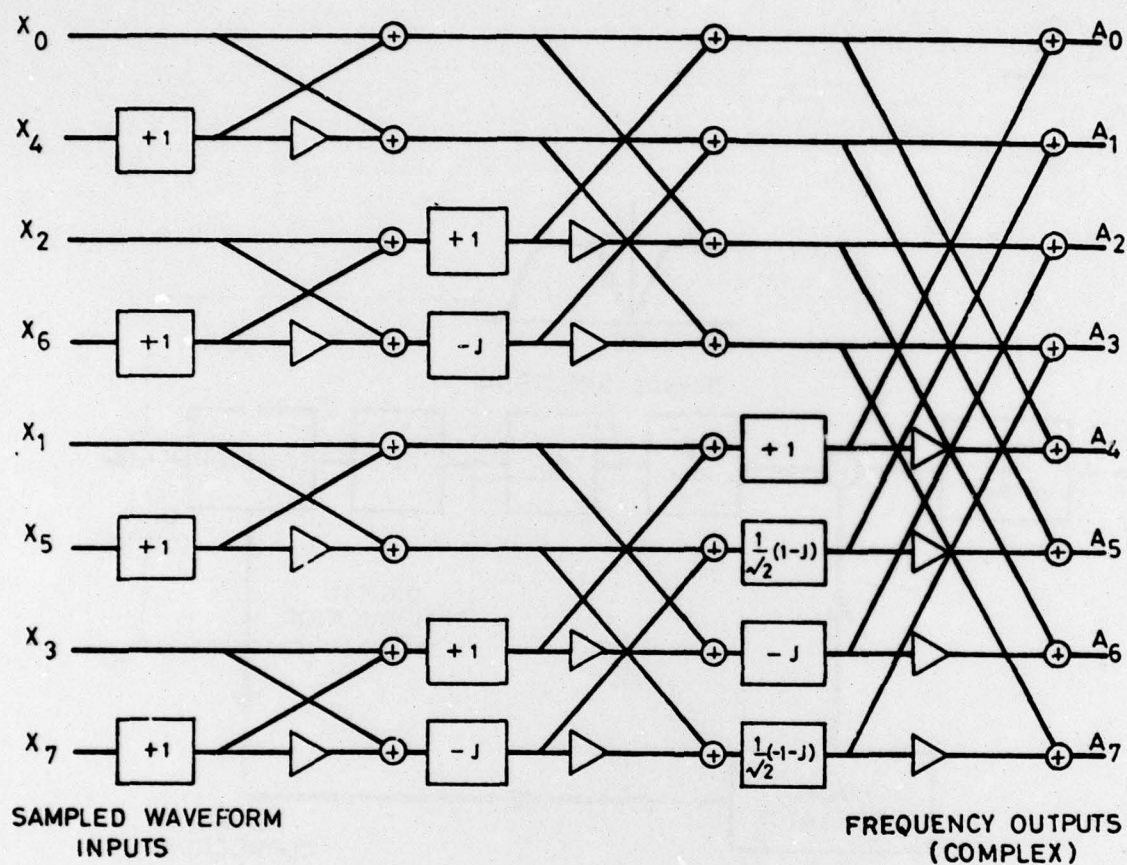 X0
A0
X4
+1
A1
X2
+1
A2
X6
+1
-J
A3
X1
+1
A4
X5
+1
1/√2(1-J)
A5
X3
+1
-J
A6
X7
+1
-J
1/√2(-1-J)
A7
SAMPLED WAVEFORM
INPUTS
FREQUENCY OUTPUTS
(COMPLEX)